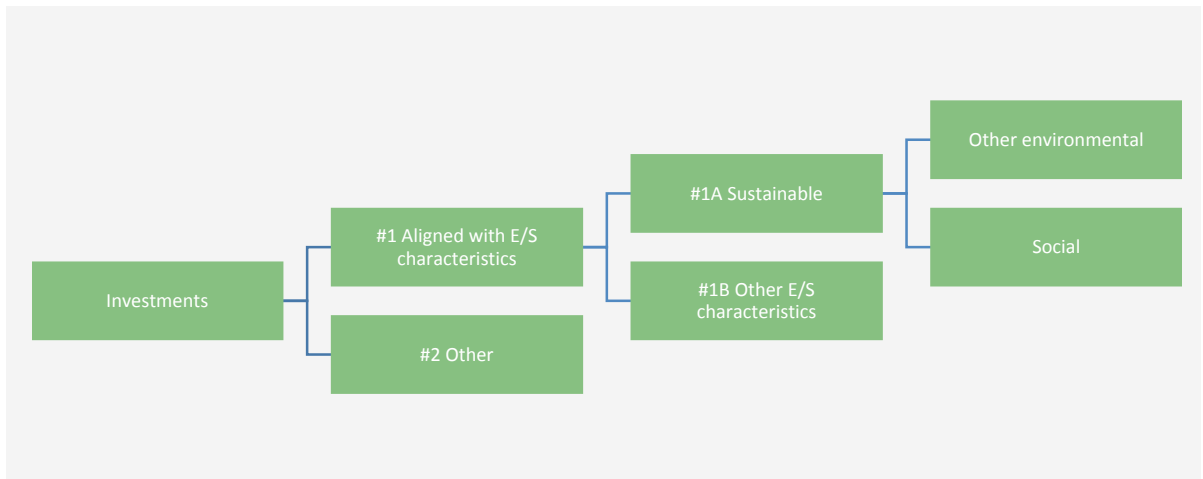 Investments
#1 Aligned with E/S
characteristics
#2 Other
#1A Sustainable
#1B Other E/S
characteristics
Other environmental
Social